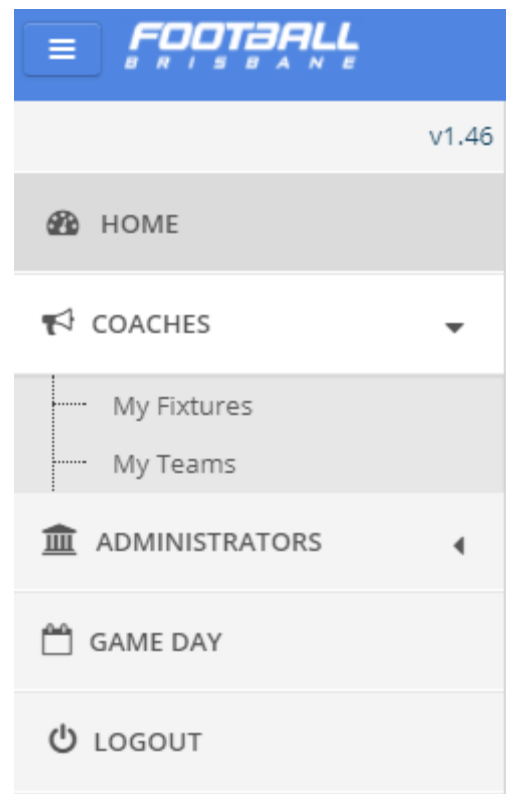 FOOTBALL
BRISBANE
v1.46
HOME
COACHES
My Fixtures
My Teams
ADMINISTRATORS
GAME DAY
LOGOUT